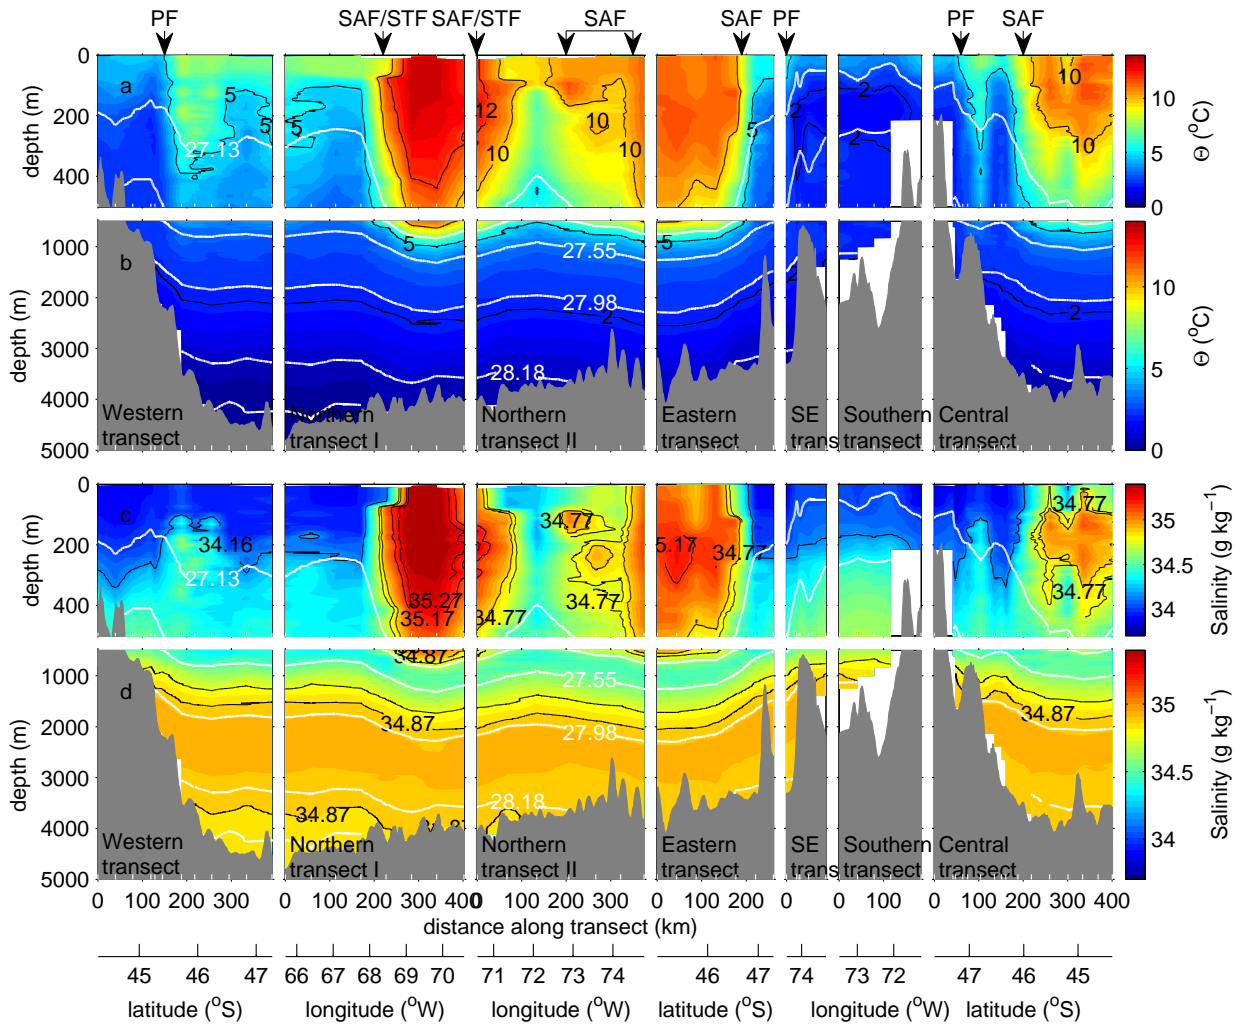 PF SAF/STF SAF/STF SAF SAF PF PF SAF
0 100 200 400 depth (m) a 5 5 27.13 5 12 10 10 10 5 2 2 2 10 10 10 5 0 Θ (°C)
1000 2000 3000 4000 5000 depth (m) b 5 27.55 27.98 2 28.18 5 2 10 5 0 Θ (°C)
Western transect
Northern transect I
Northern transect II
Eastern transect
SE trans
Southern transect
Central transect
0 200 400 depth (m) c 34.16 27.13 35.27 35.17 34.77 34.77 34.77 5.17 34.77 34.77 34.77 35 34.5 34 Salinity (g kg⁻¹)
1000 2000 3000 4000 5000 depth (m) d 34.87 34.87 34.87 27.55 27.98 28.18 34.87 35 34.5 34 Salinity (g kg⁻¹)
Western transect
Northern transect I
Northern transect II
Eastern transect
SE trans
Southern transect
Central transect
0 100 200 300 0 100 200 300 400 0 100 200 300 0 100 200 0 0 100 0 100 200 300 400
distance along transect (km)
45 46 47 66 67 68 69 70 71 72 73 74 46 47 74 73 72 47 46 45
latitude (°S) longitude (°W) longitude (°W) latitude (°S) longitude (°W) latitude (°S)